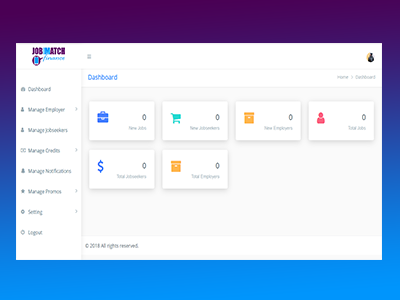 JOB MATCH
finance
Dashboard
Home > Dashboard
Dashboard
Manage Employer
Manage Jobseekers
Manage Credits
Manage Notifications
Manage Promos
Setting
Logout
0
New Jobs
0
New Jobseekers
0
New Employers
0
Total Jobs
0
Total Jobseekers
0
Total Employers
© 2018 All rights reserved.